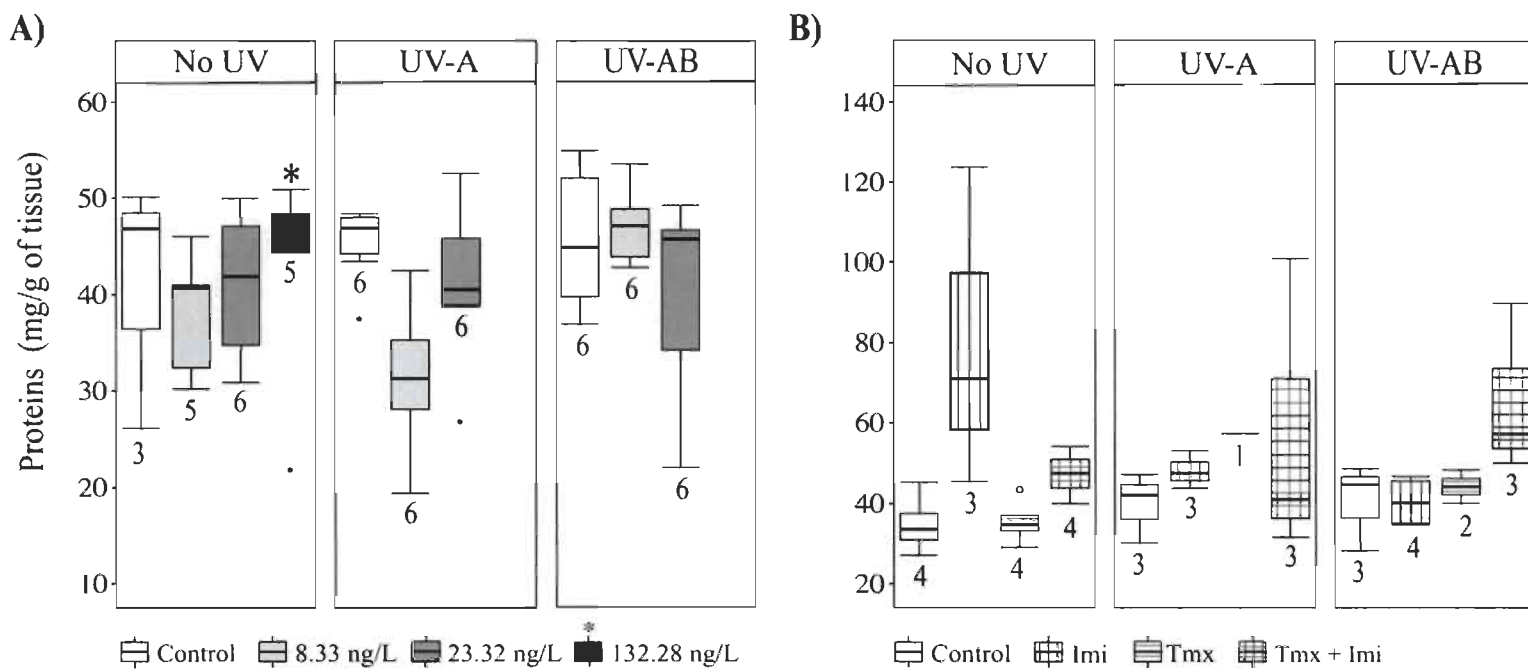 A)
No UV UV-A UV-AB
Proteins (mg/g of tissue)
60
50
40
30
20
10
*
3 5 6 5
6 6 6
6 6 6
*
Control 8.33 ng/L 23.32 ng/L 132.28 ng/L
B)
No UV UV-A UV-AB
140
120
100
80
60
40
20
4 3 4 4
3 3 1 3
3 4 2 3
Control Imi Tmx Tmx + Imi